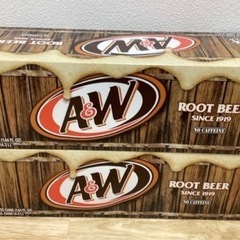 ROOT BEER
A&W
ROOT BEER
SINCE 1919
NO CAFFEINE
A&W
ROOT BEER
SINCE 1919
NO CAFFEINE